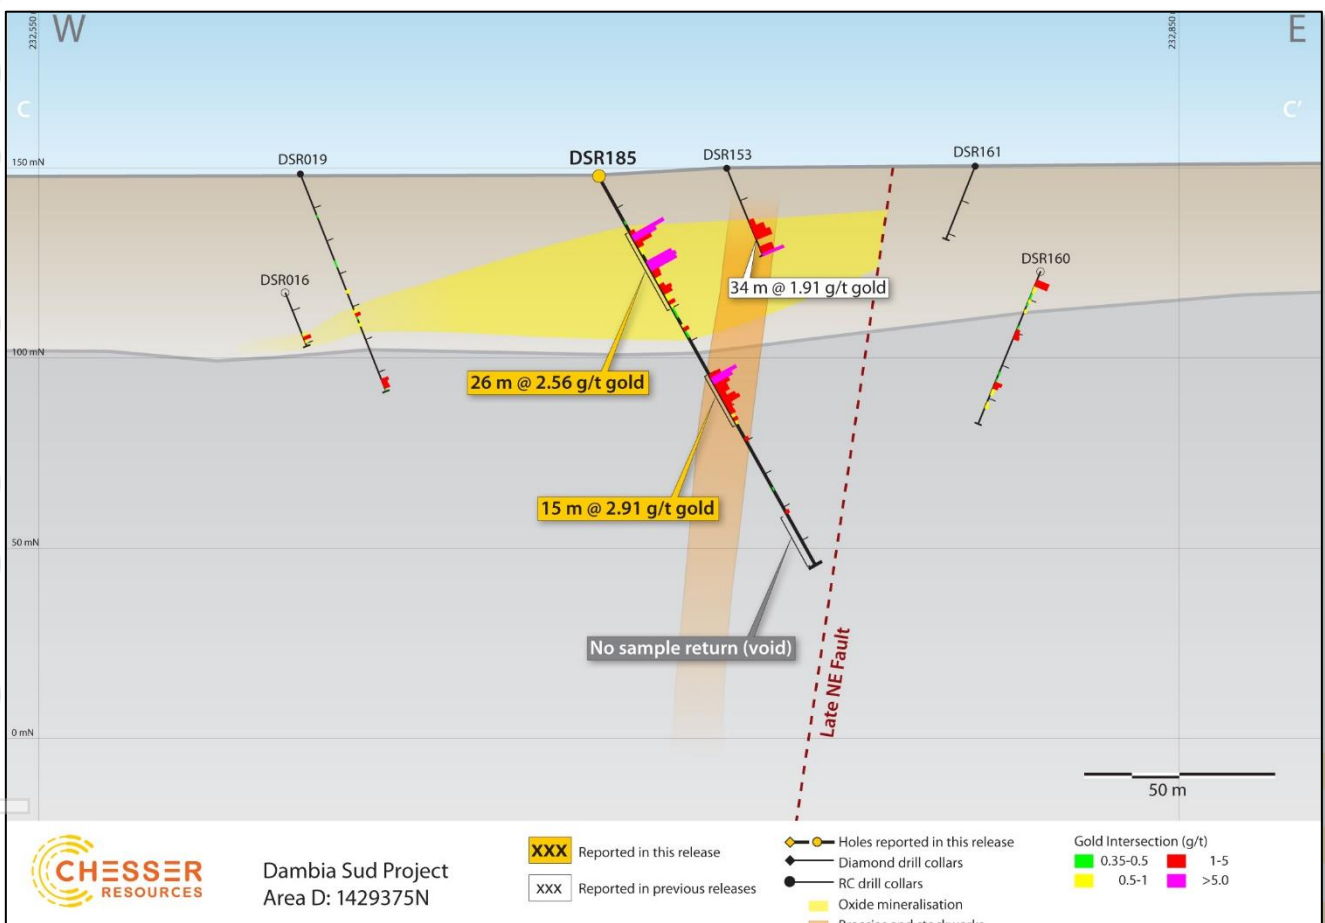 232,550
W
232,850
E
C
C'
150 mN
DSR019
DSR185
DSR153
DSR161
DSR016
DSR160
34 m @ 1.91 g/t gold
100 mN
26 m @ 2.56 g/t gold
15 m @ 2.91 g/t gold
50 mN
No sample return (void)
Late NE Fault
0 mN
50 m
CHESSER
RESOURCES
Dambia Sud Project
Area D: 1429375N
XXX Reported in this release
XXX Reported in previous releases
Holes reported in this release
Diamond drill collars
RC drill collars
Oxide mineralisation
Gold Intersection (g/t)
0.35-0.5 1-5
0.5-1 >5.0